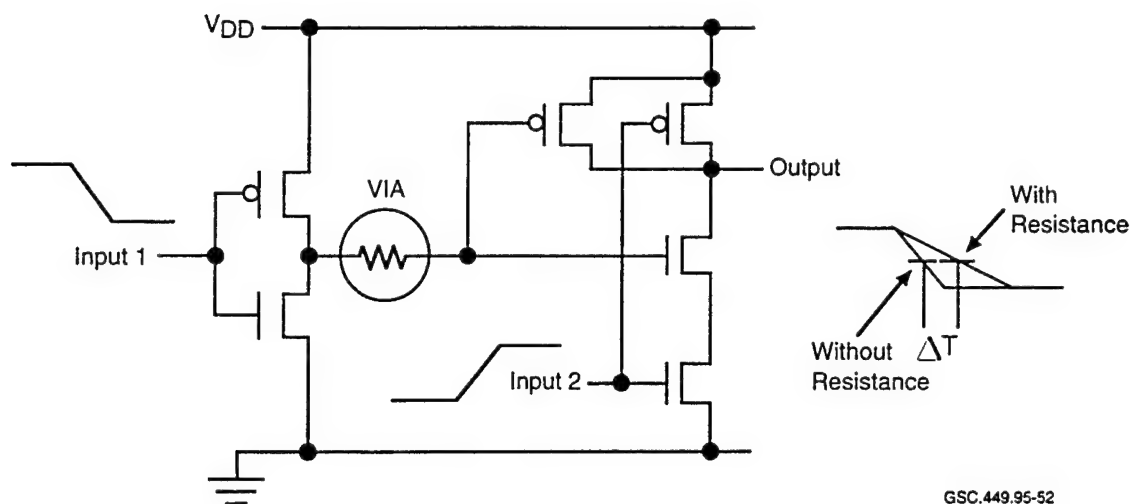 VDD
VIA
Input 1
Input 2
Output
With
Resistance
Without
Resistance
ΔT
GSC.449.95-52